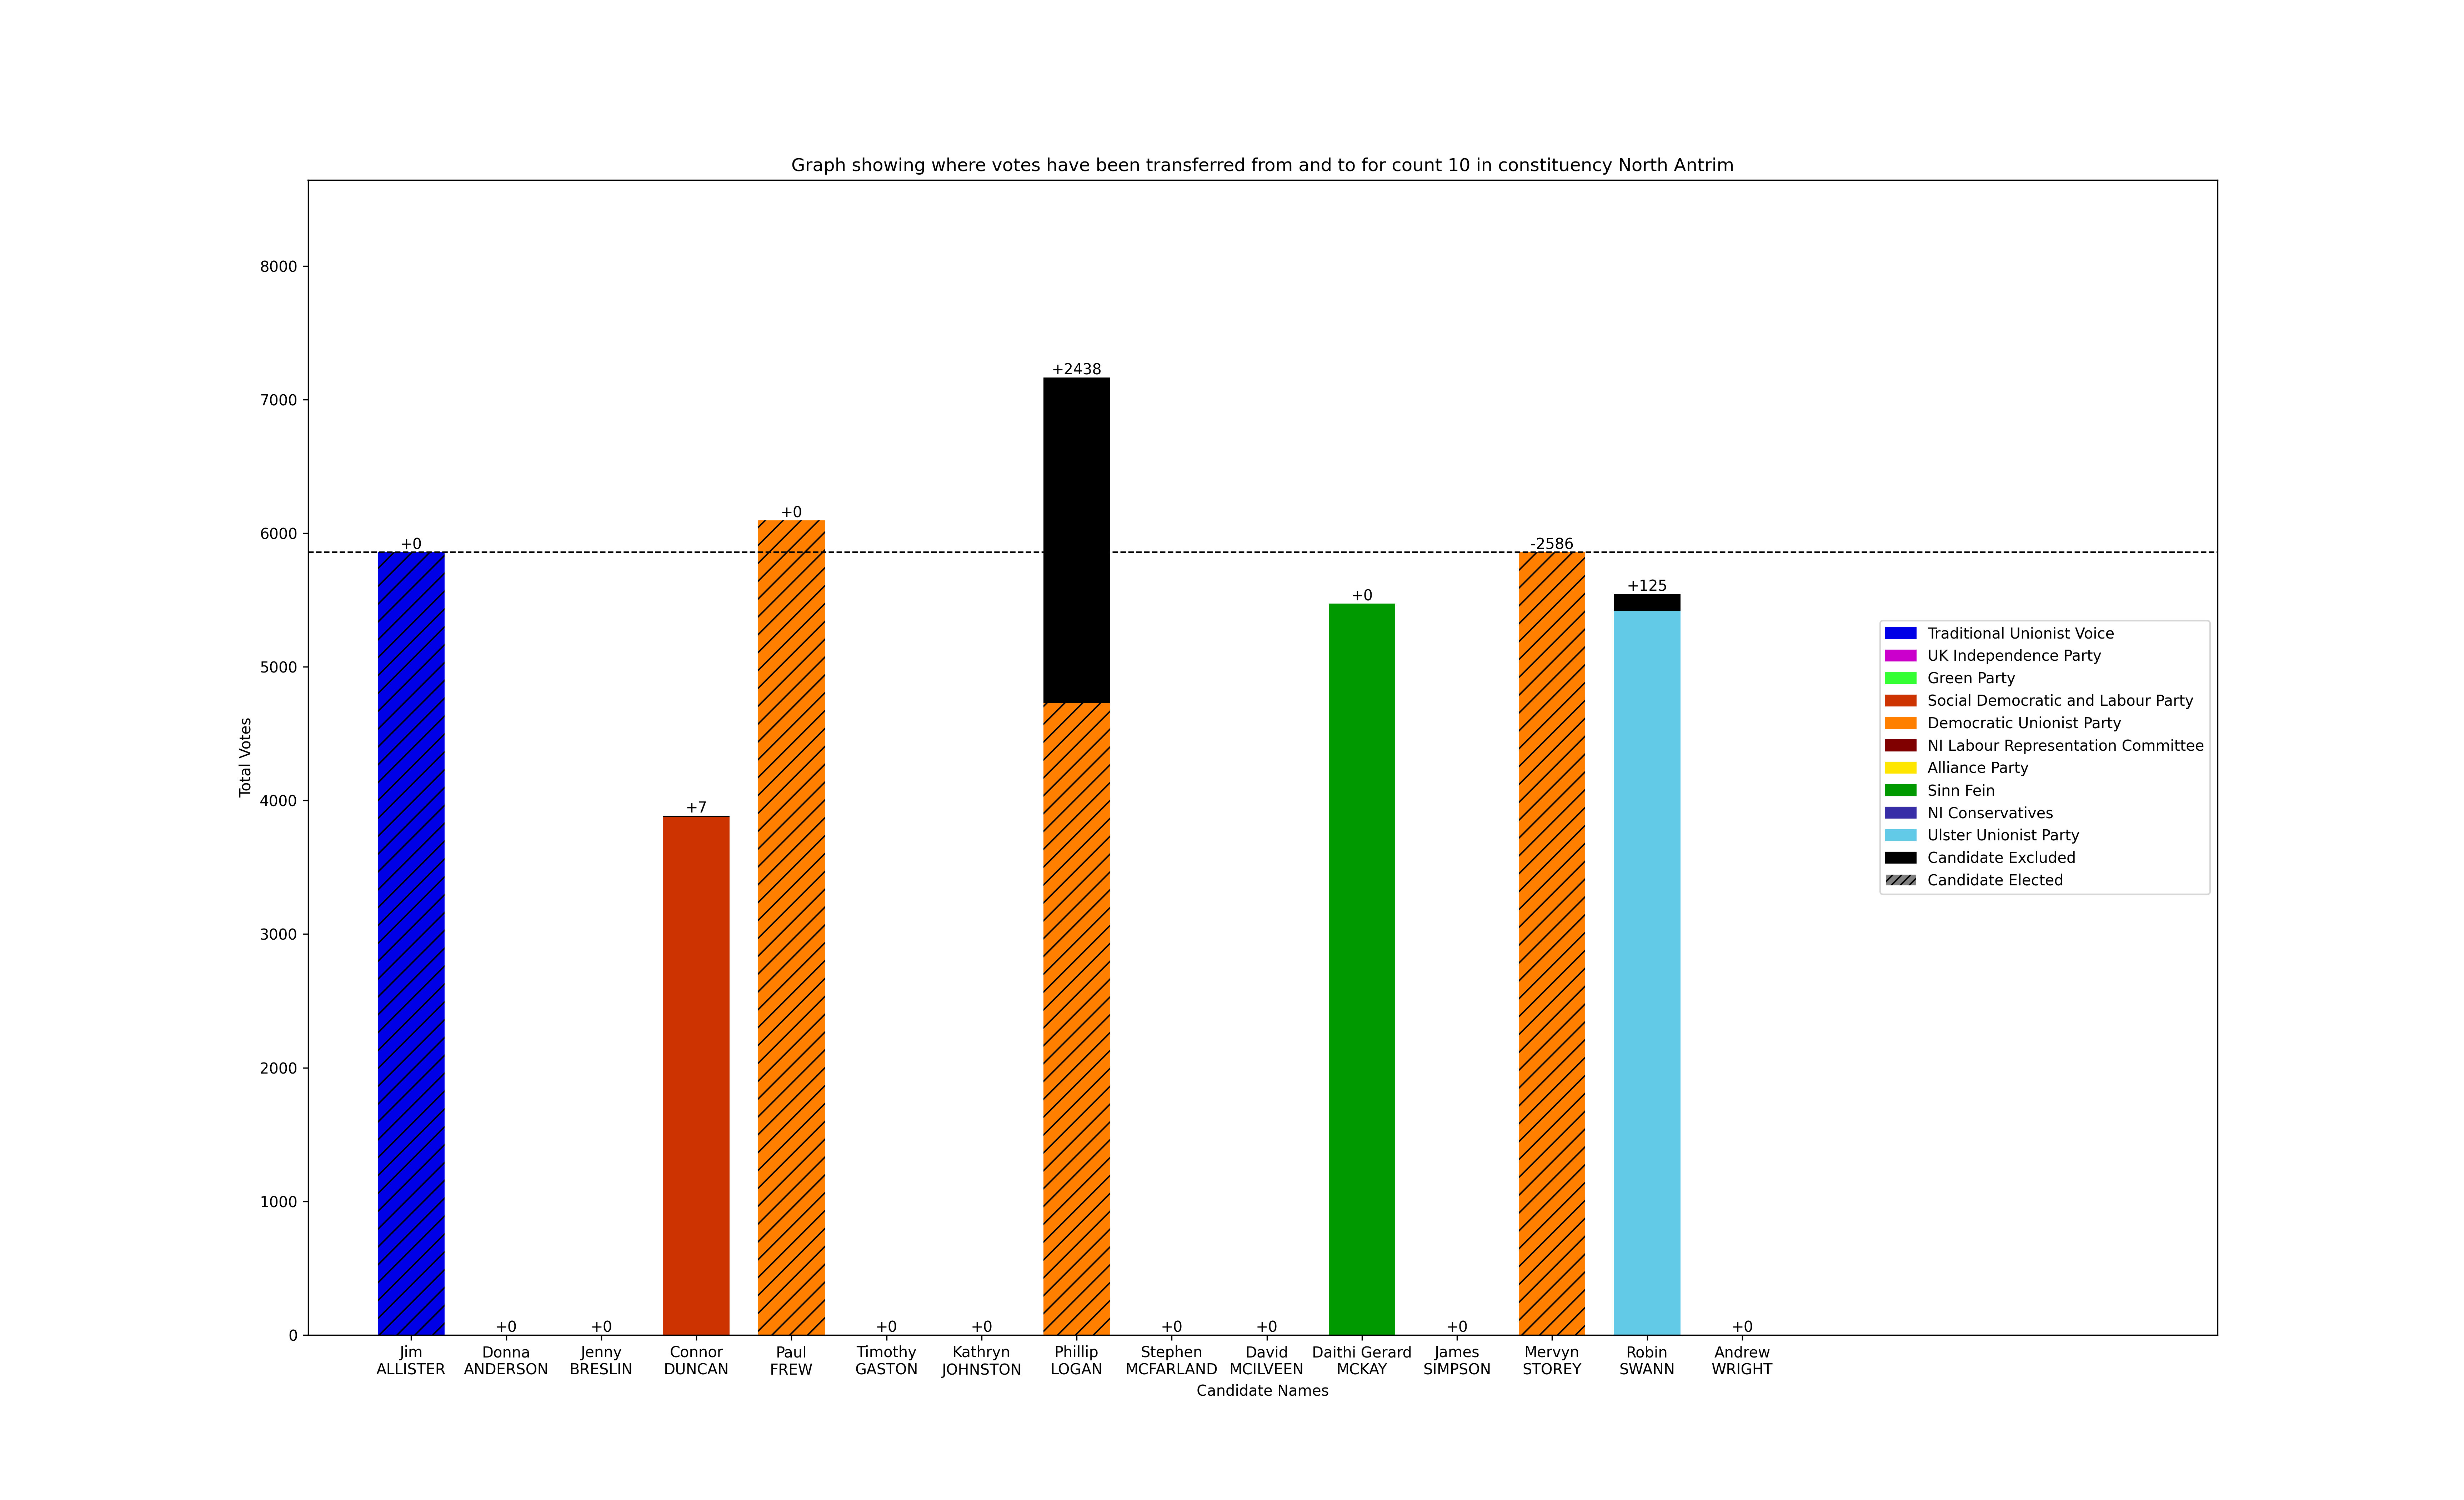 Graph showing where votes have been transferred from and to for count 10 in constituency North Antrim
Total Votes
8000
7000
6000
5000
4000
3000
2000
1000
0
+0
+0
+0
+7
+0
+0
+0
+2438
+0
+0
+0
+0
-2586
+125
+0
Jim
ALLISTER
Donna
ANDERSON
Jenny
BRESLIN
Connor
DUNCAN
Paul
FREW
Timothy
GASTON
Kathryn
JOHNSTON
Phillip
LOGAN
Stephen
MCFARLAND
David
MCILVEEN
Daithi Gerard
MCKAY
James
SIMPSON
Mervyn
STOREY
Robin
SWANN
Andrew
WRIGHT
Candidate Names
Traditional Unionist Voice
UK Independence Party
Green Party
Social Democratic and Labour Party
Democratic Unionist Party
NI Labour Representation Committee
Alliance Party
Sinn Fein
NI Conservatives
Ulster Unionist Party
Candidate Excluded
Candidate Elected